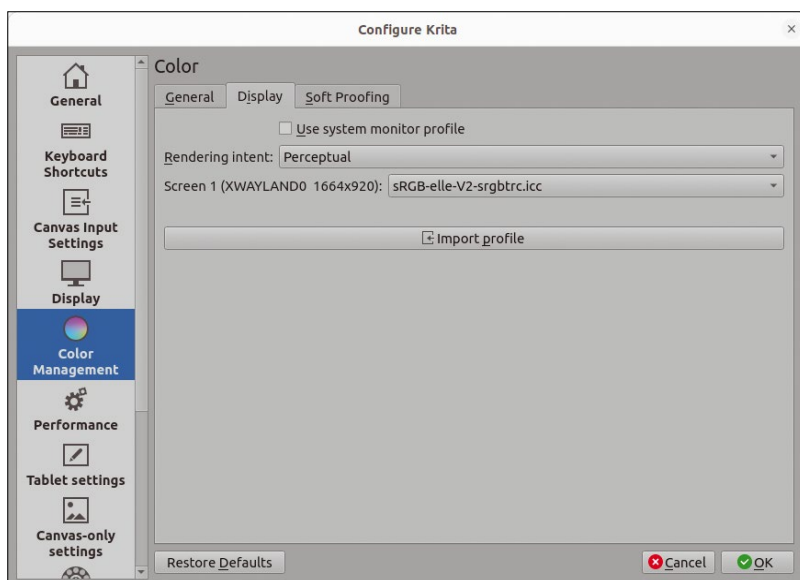 Configure Krita
General
Keyboard
Shortcuts
Canvas Input
Settings
Display
Color
Management
Performance
Tablet settings
Canvas-only
settings
Color
General Display Soft Proofing
Use system monitor profile
Rendering intent: Perceptual
Screen 1 (XWAYLAND0 1664x920): sRGB-elle-V2-srgbtrc.icc
Import profile
Restore Defaults
Cancel
OK